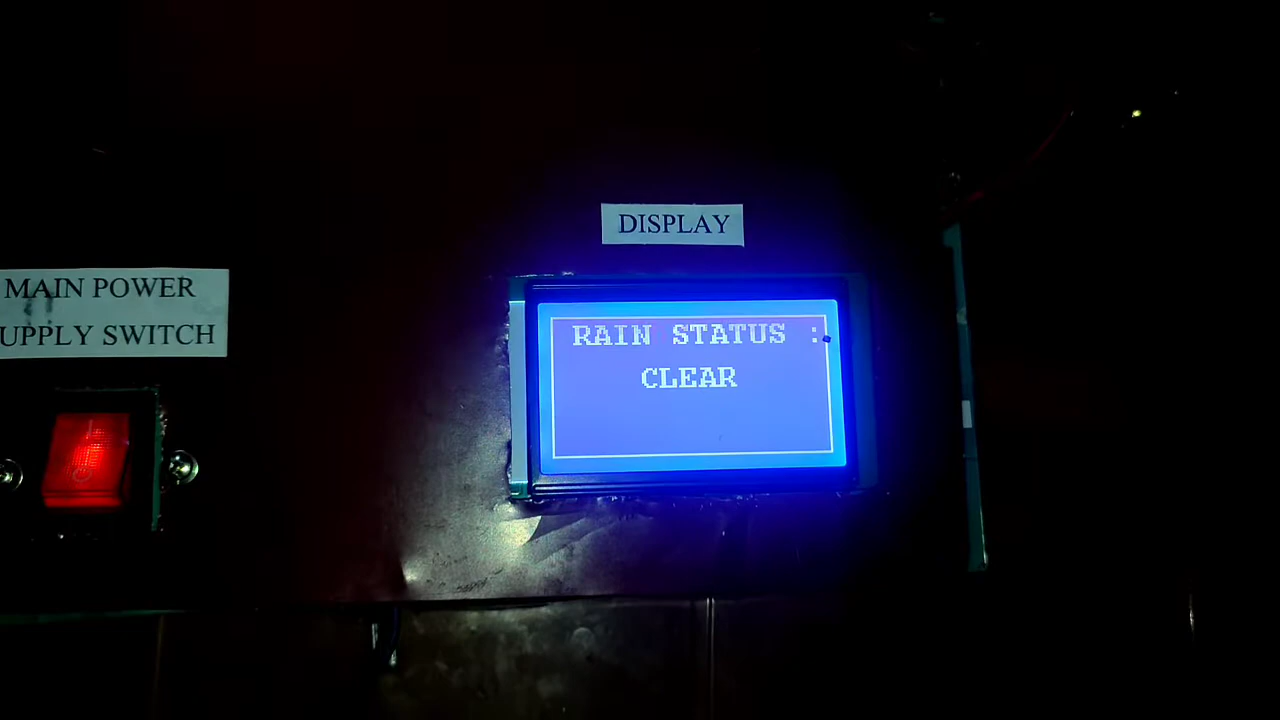 DISPLAY
MAIN POWER
UPPLY SWITCH
RAIN STATUS :
CLEAR